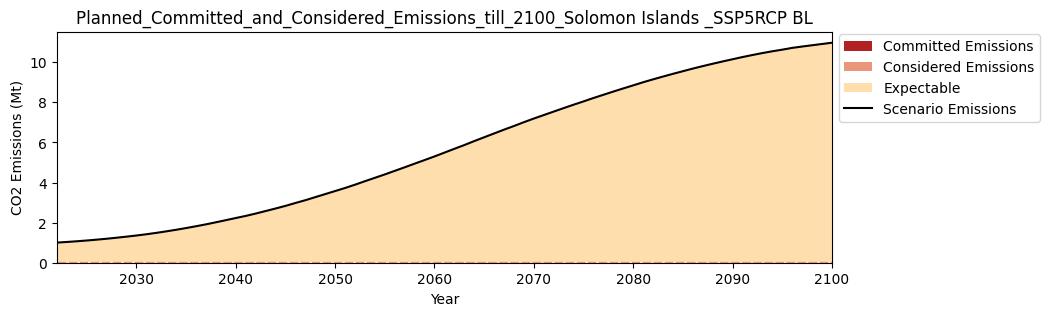 Planned_Committed_and_Considered_Emissions_till_2100_Solomon Islands _SSP5RCP BL
Committed Emissions
Considered Emissions
Expectable
Scenario Emissions
CO2 Emissions (Mt)
10
8
6
4
2
0
2030 2040 2050 2060 2070 2080 2090 2100
Year